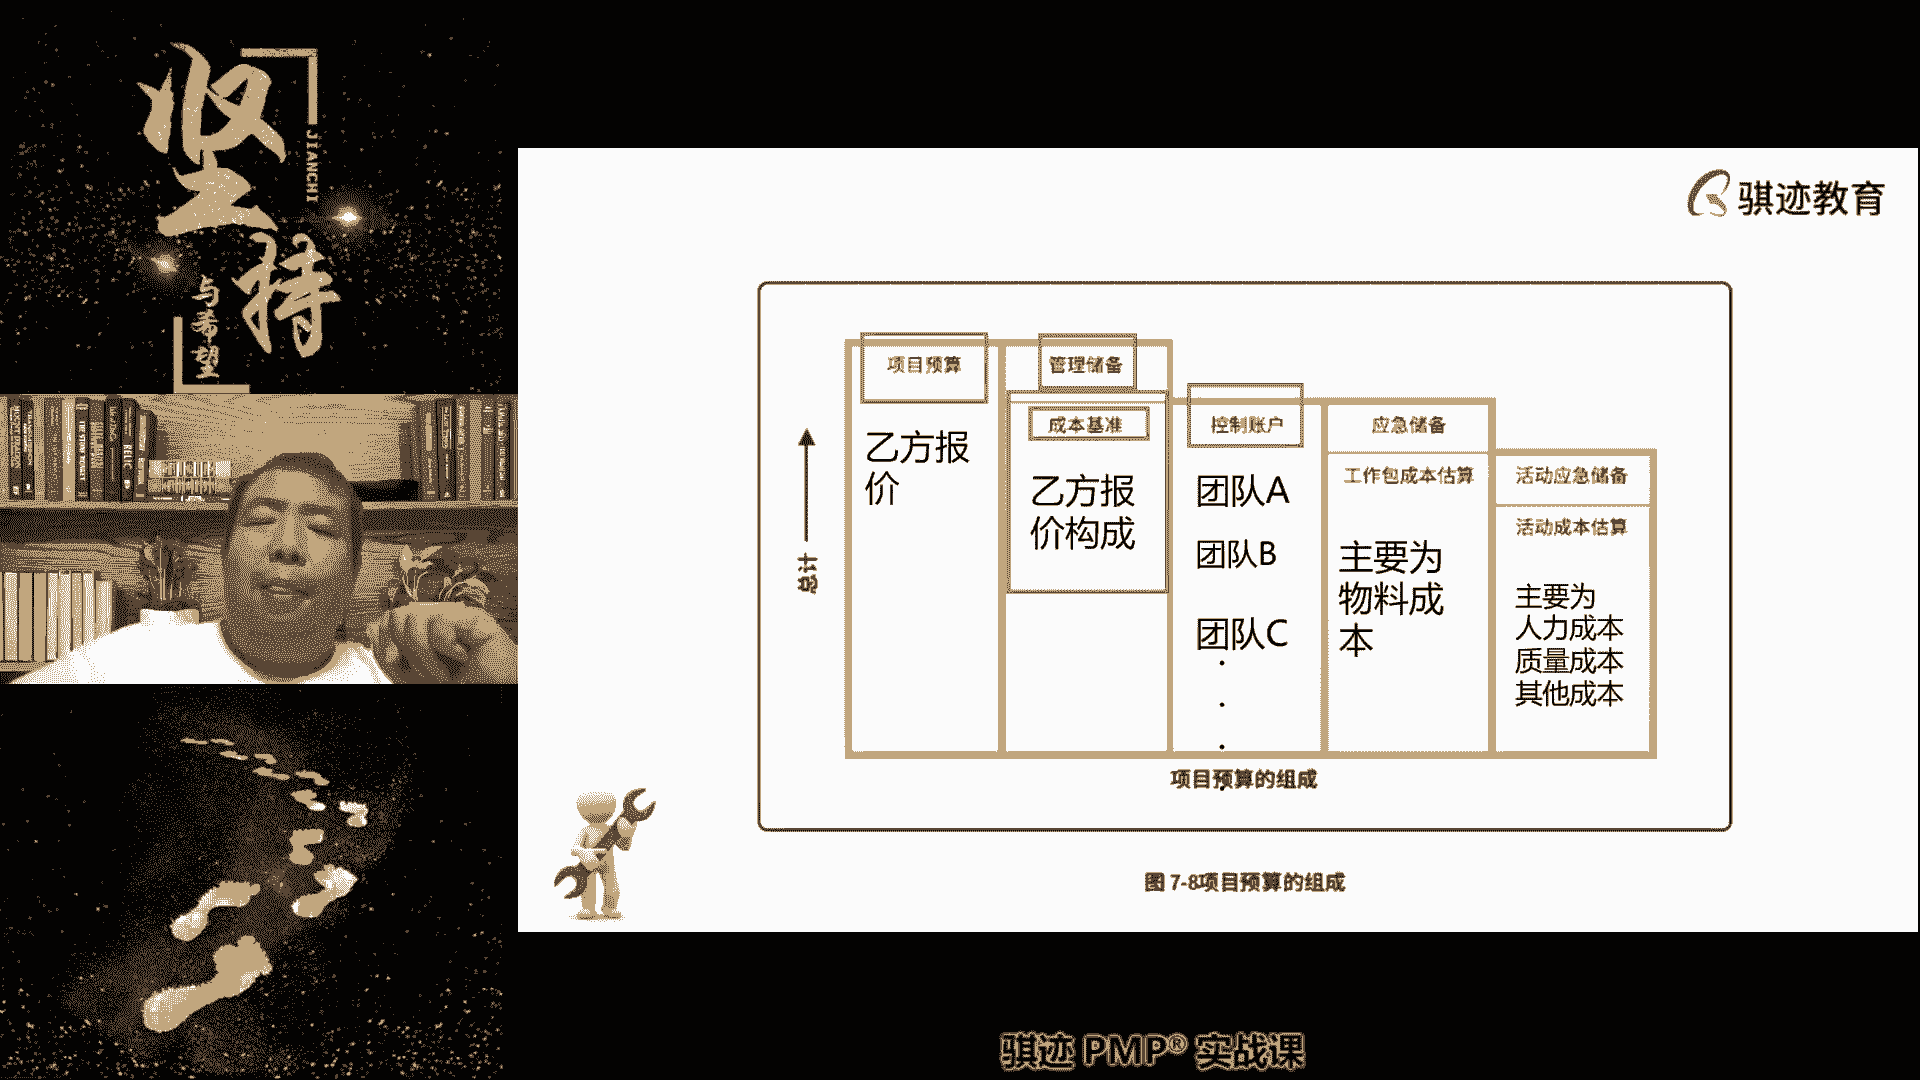 坚
持
JIANCHI
与希望
RELIC
骐迹教育
项目预算
管理储备
成本基准
控制账户
应急储备
工作包成本估算
活动应急储备
活动成本估算
乙方报
价
乙方报
价构成
团队A
团队B
团队C
主要为
物料成
本
主要为
人力成本
质量成本
其他成本
总计
项目预算的组成
图 7-8项目预算的组成
骐迹 PMP® 实战课